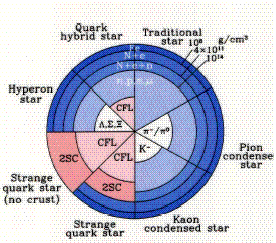 Quark
hybrid star
Traditional
star
g/cm³
10⁶
4×10¹¹
10¹⁴
Fe
N+e
N+e+n
Hyperon
star
CFL
Λ,Σ,Ξ
π⁻/π⁰
K⁻
CFL
CFL
2SC
2SC
Pion
condensed
star
Strange
quark star
(no crust)
Strange
quark star
Kaon
condensed star